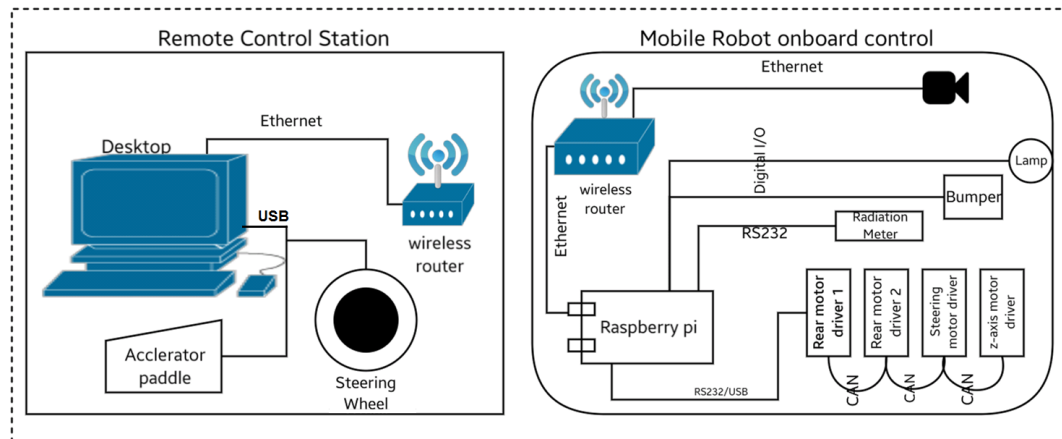 Remote Control Station
Desktop
Ethernet
USB
wireless
router
Acclerator
paddle
Steering
Wheel
Mobile Robot onboard control
Ethernet
wireless
router
Ethernet
Digital I/O
Lamp
Bumper
RS232
Radiation
Meter
Raspberry pi
RS232/USB
Rear motor
driver 1
Rear motor
driver 2
Steering
motor driver
z-axis motor
driver
CAN
CAN
CAN